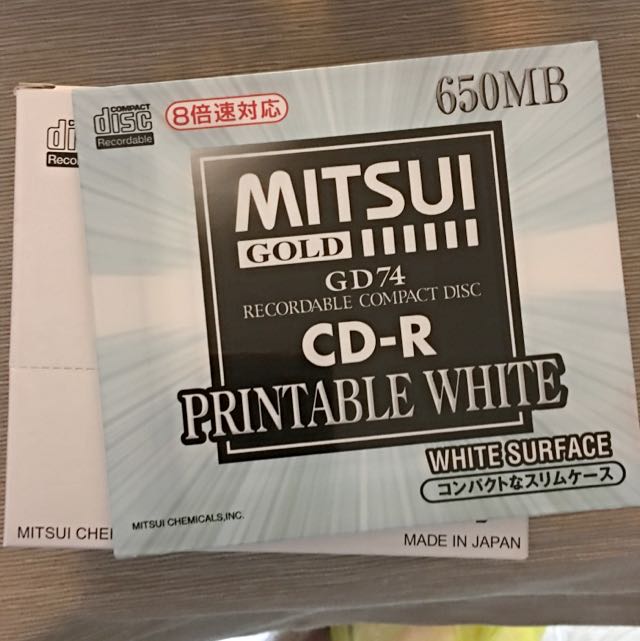 COMPACT
disc
Recordable
8倍速対応
650MB
MITSUI
GOLD
GD74
RECORDABLE COMPACT DISC
CD-R
PRINTABLE WHITE
WHITE SURFACE
コンパクトなスリムケース
MITSUI CHEMICALS,INC.
MITSUI CHE
MADE IN JAPAN